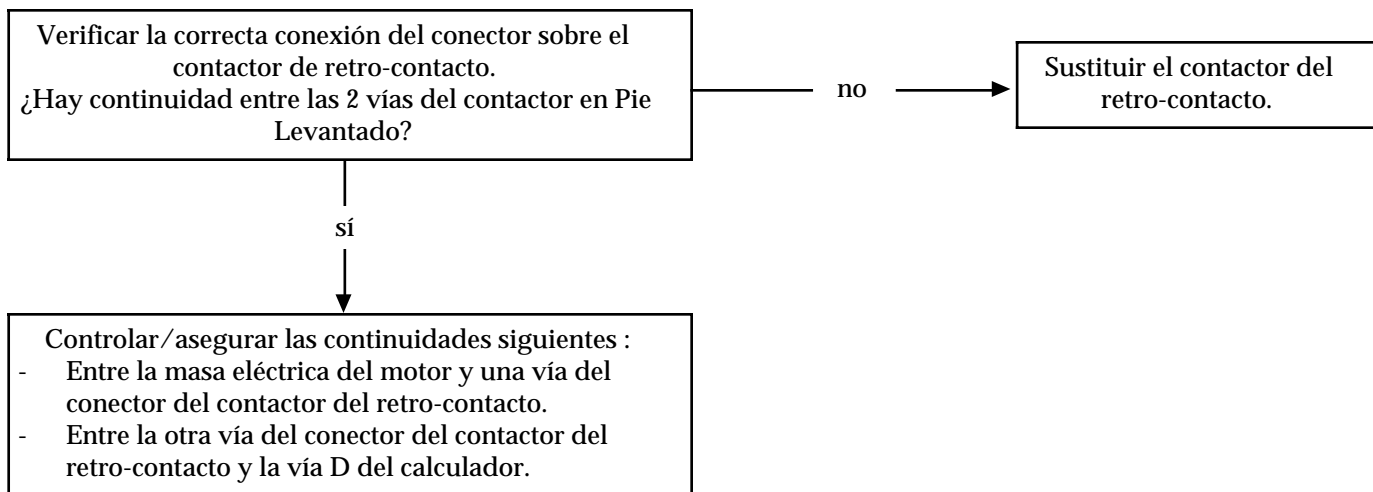 Verificar la correcta conexión del conector sobre el
contactor de retro-contacto.
¿Hay continuidad entre las 2 vías del contactor en Pie
Levantado?
no
Sustituir el contactor del
retro-contacto.
sí
Controlar/asegurar las continuidades siguientes :
- Entre la masa eléctrica del motor y una vía del
conector del contactor del retro-contacto.
- Entre la otra vía del conector del contactor del
retro-contacto y la vía D del calculador.